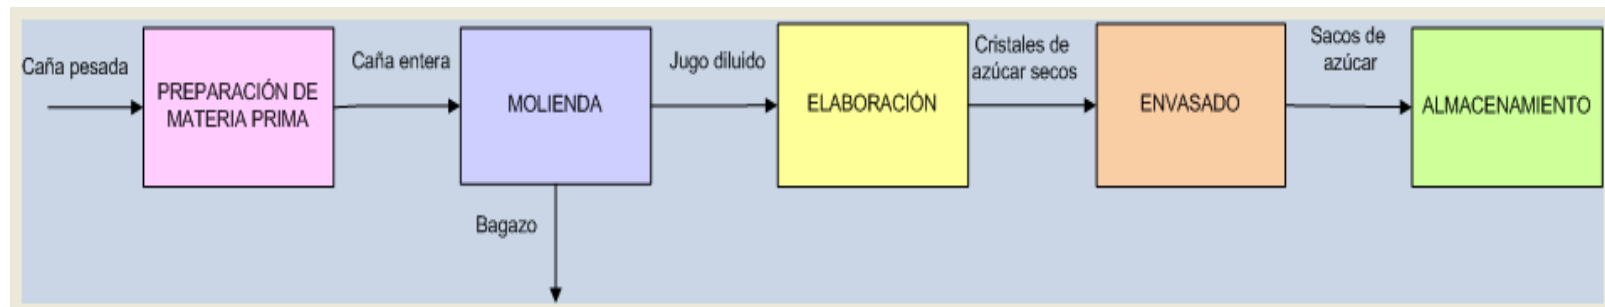 Caña pesada
PREPARACIÓN DE
MATERIA PRIMA
Caña entera
MOLIENDA
Bagazo
Jugo diluido
ELABORACIÓN
Cristales de
azúcar secos
ENVASADO
Sacos de
azúcar
ALMACENAMIENTO